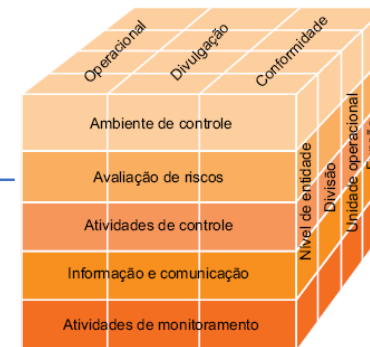 Operacional
Divulgação
Conformidade
Ambiente de controle
Avaliação de riscos
Atividades de controle
Informação e comunicação
Atividades de monitoramento
Nível de entidade
Divisão
Unidade operacional